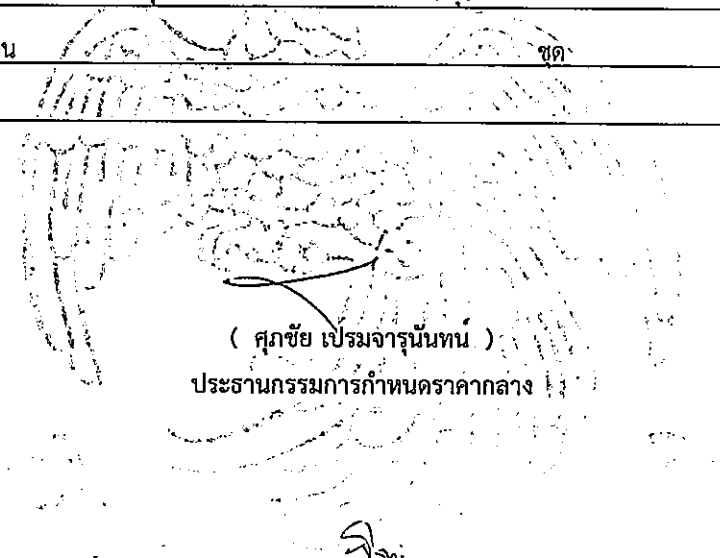 น ชุด
( ศุภชัย เปรมจารุนันทน์ )
ประธานกรรมการกำหนดราคากลาง